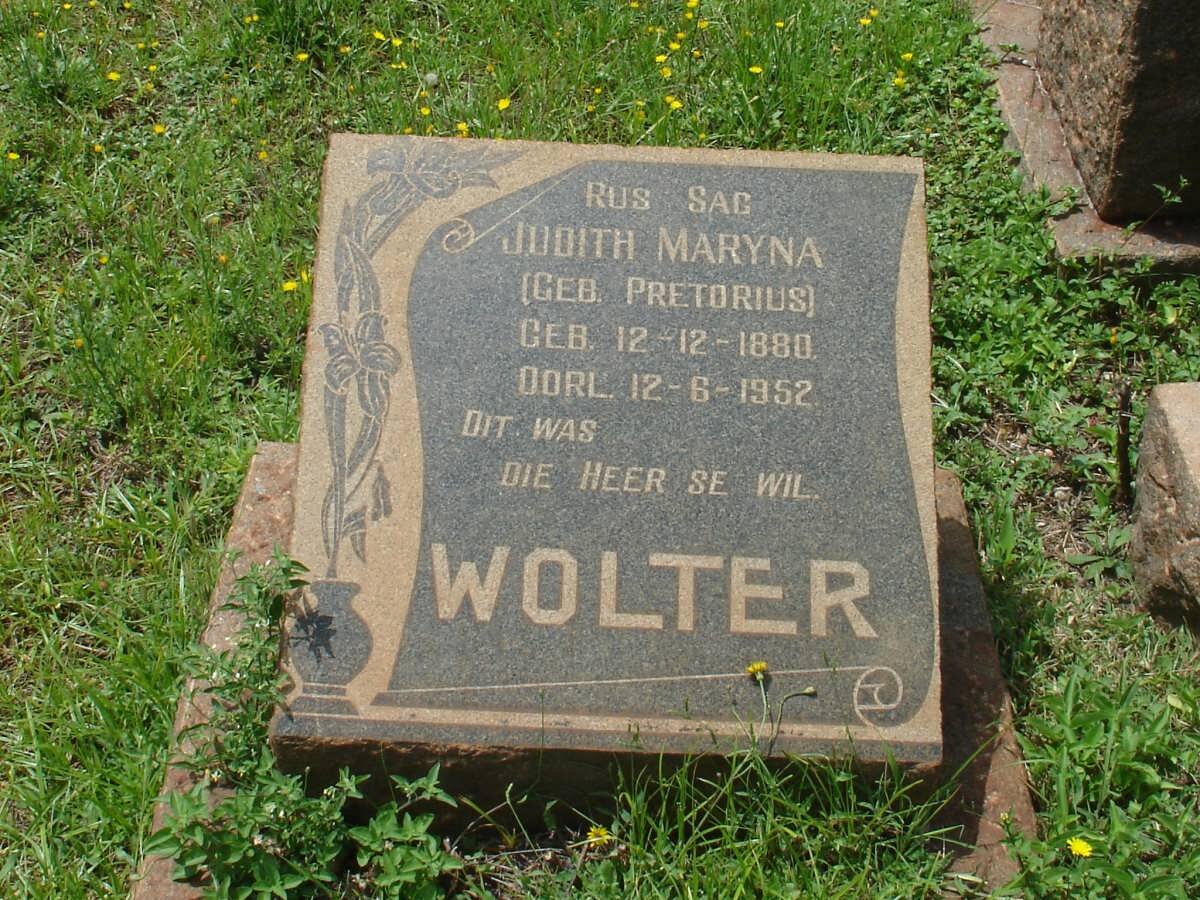 RUS SAG
JUDITH MARYNA
(GEB. PRETORIUS)
GEB. 12-12-1880.
OORL. 12-6-1952.
DIT WAS
DIE HEER SE WIL.
WOLTER